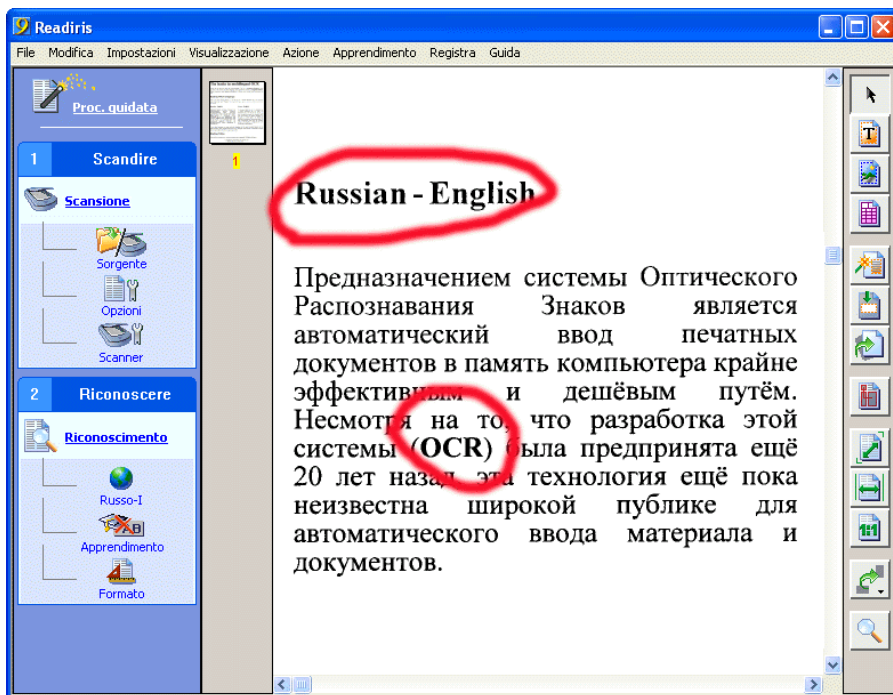 Readiris
File Modifica Impostazioni Visualizzazione Azione Apprendimento Registra Guida
Proc. guidata
1 Scandire
Scansione
Sorgente
Opzioni
Scanner
2 Riconoscere
Riconoscimento
Russo-I
Apprendimento
Formato
1
Russian - English
Предназначением системы Оптического
Распознавания Знаков является
автоматический ввод печатных
документов в память компьютера крайне
эффективным и дешёвым путём.
Несмотря на то, что разработка этой
системы (OCR) была предпринята ещё
20 лет назад, эта технология ещё пока
неизвестна широкой публике для
автоматического ввода материала и
документов.
1:1